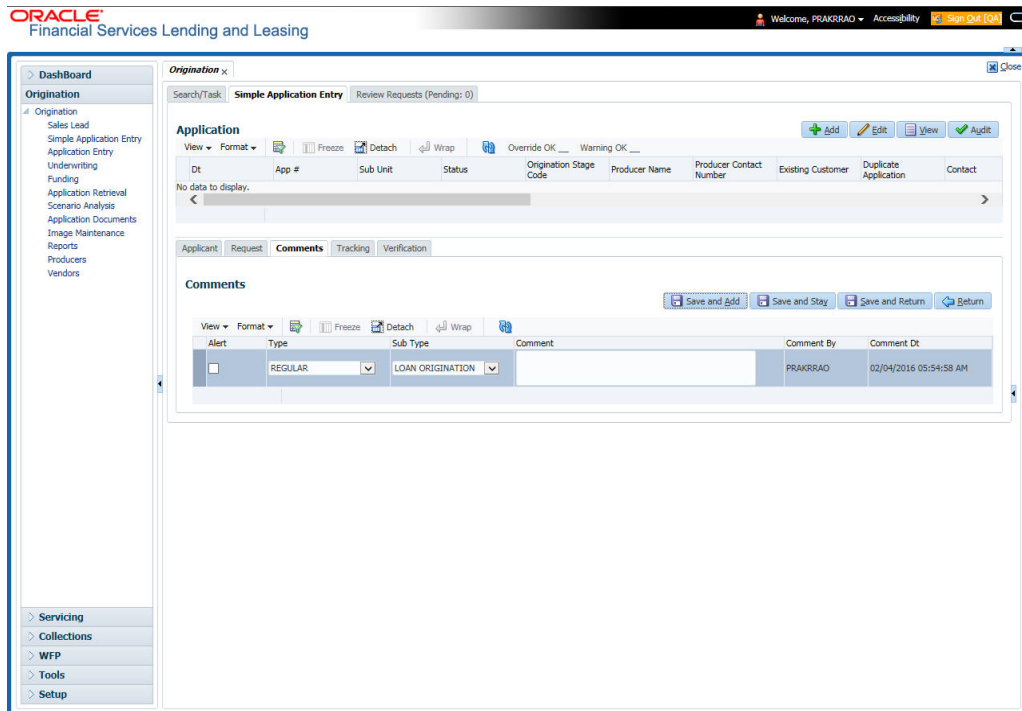 ORACLE®
Financial Services Lending and Leasing
Welcome, PRAKRRAO Accessibility Sign Out [QA]
Close
DashBoard
Origination
Origination
Sales Lead
Simple Application Entry
Application Entry
Underwriting
Funding
Application Retrieval
Scenario Analysis
Application Documents
Image Maintenance
Reports
Producers
Vendors
Servicing
Collections
WFP
Tools
Setup
Origination x
Search/Task Simple Application Entry Review Requests (Pending: 0)
Application
Add Edit View Audit
View Format Freeze Detach Wrap Override OK __ Warning OK __
Dt App # Sub Unit Status Origination Stage Code Producer Name Producer Contact Number Existing Customer Duplicate Application Contact
No data to display.
Applicant Request Comments Tracking Verification
Comments
Save and Add Save and Stay Save and Return Return
View Format Freeze Detach Wrap
Alert Type Sub Type Comment Comment By Comment Dt
REGULAR LOAN ORIGINATION PRAKRRAO 02/04/2016 05:54:58 AM